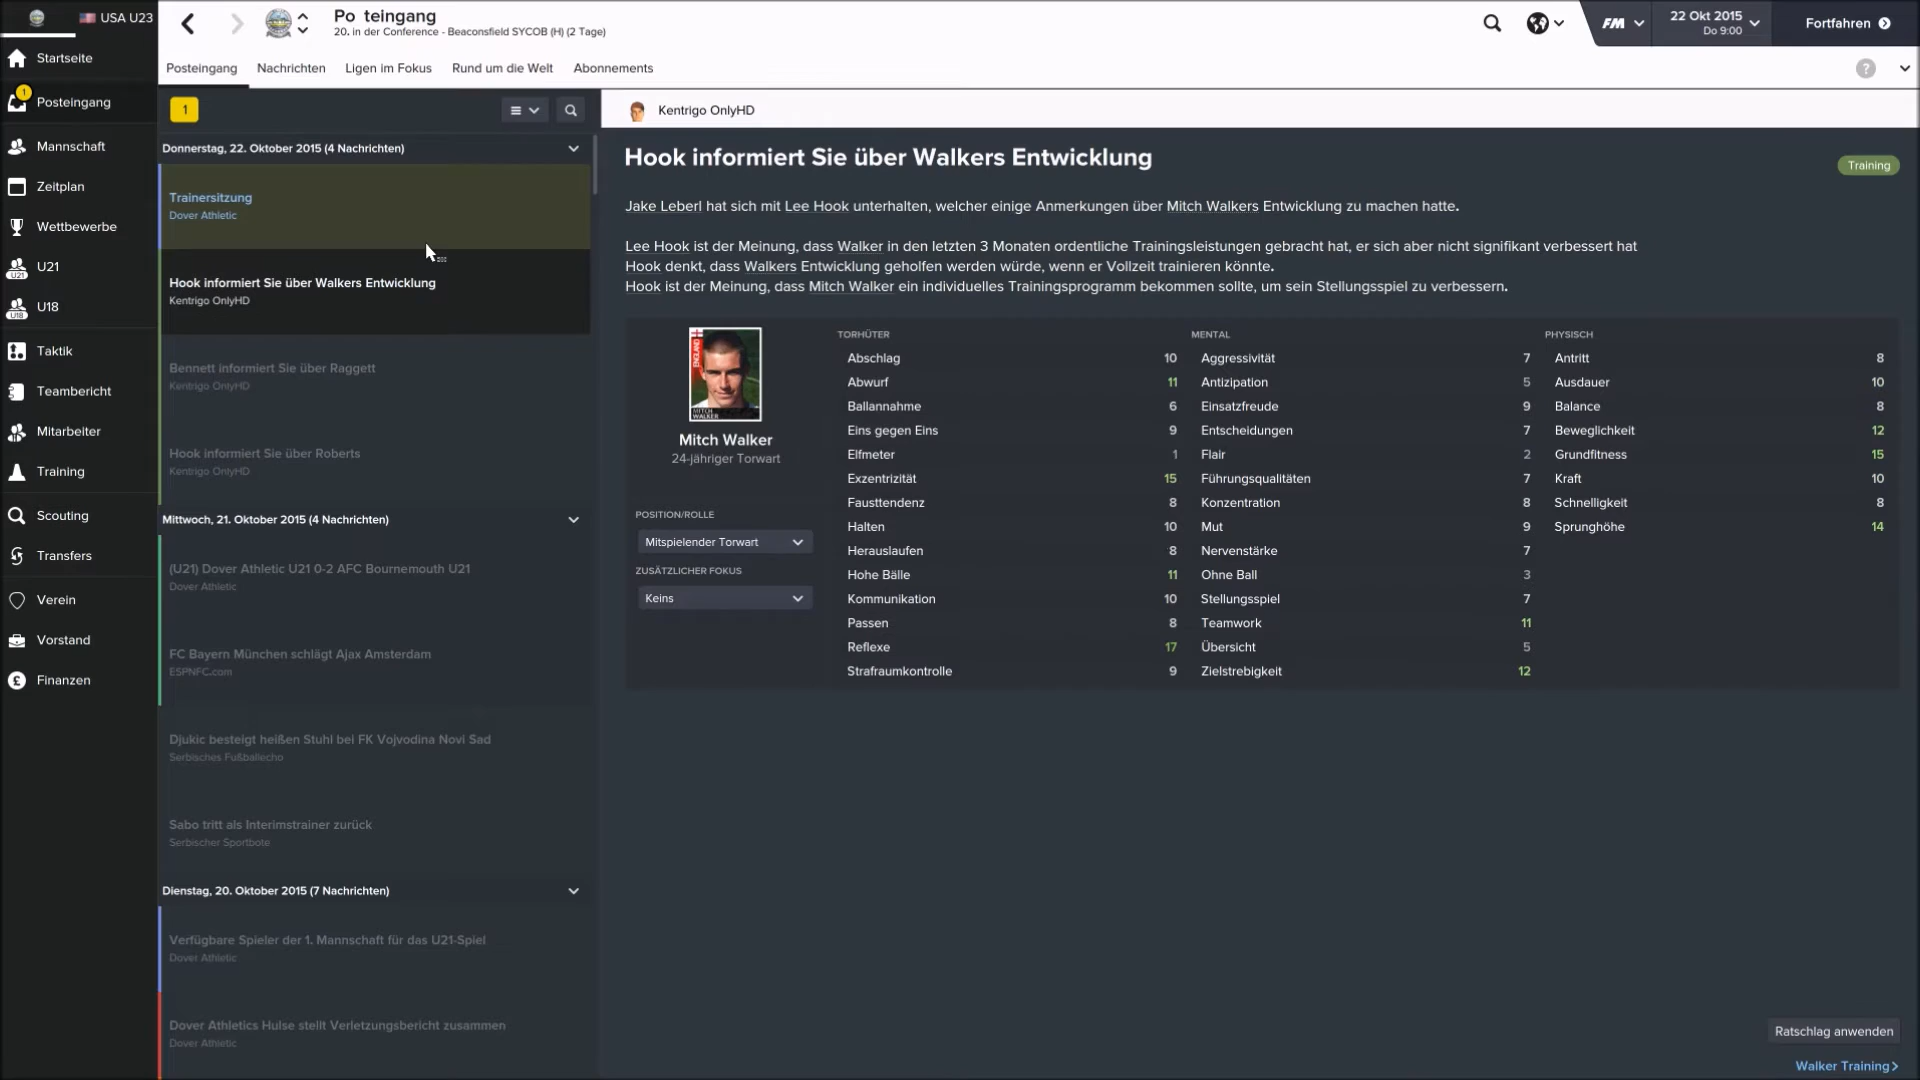 USA U23
Startseite
1
Posteingang
Mannschaft
Zeitplan
Wettbewerbe
U21
U21
U18
U18
Taktik
Teambericht
Mitarbeiter
Training
Scouting
Transfers
Verein
Vorstand
Finanzen
Po teingang
20. in der Conference - Beaconsfield SYCOB (H) (2 Tage)
FM
22 Okt 2015
Do 9:00
Fortfahren
Posteingang
Nachrichten
Ligen im Fokus
Rund um die Welt
Abonnements
?
1
Donnerstag, 22. Oktober 2015 (4 Nachrichten)
Trainersitzung
Dover Athletic
Hook informiert Sie über Walkers Entwicklung
Kentrigo OnlyHD
Bennett informiert Sie über Raggett
Kentrigo OnlyHD
Hook informiert Sie über Roberts
Kentrigo OnlyHD
Mittwoch, 21. Oktober 2015 (4 Nachrichten)
(U21) Dover Athletic U21 0-2 AFC Bournemouth U21
Dover Athletic
FC Bayern München schlägt Ajax Amsterdam
ESPNFC.com
Djukic besteigt heißen Stuhl bei FK Vojvodina Novi Sad
Serbisches Fußballecho
Sabo tritt als Interimstrainer zurück
Serbischer Sportbote
Dienstag, 20. Oktober 2015 (7 Nachrichten)
Verfügbare Spieler der 1. Mannschaft für das U21-Spiel
Dover Athletic
Dover Athletics Hulse stellt Verletzungsbericht zusammen
Dover Athletic
Kentrigo OnlyHD
Hook informiert Sie über Walkers Entwicklung
Training
Jake Leberl hat sich mit Lee Hook unterhalten, welcher einige Anmerkungen über Mitch Walkers Entwicklung zu machen hatte.
Lee Hook ist der Meinung, dass Walker in den letzten 3 Monaten ordentliche Trainingsleistungen gebracht hat, er sich aber nicht signifikant verbessert hat
Hook denkt, dass Walkers Entwicklung geholfen werden würde, wenn er Vollzeit trainieren könnte.
Hook ist der Meinung, dass Mitch Walker ein individuelles Trainingsprogramm bekommen sollte, um sein Stellungsspiel zu verbessern.
ENGLAND
MITCH
WALKER
Mitch Walker
24-jähriger Torwart
POSITION/ROLLE
Mitspielender Torwart
ZUSÄTZLICHER FOKUS
Keins
TORHÜTER
Abschlag 10
Abwurf 11
Ballannahme 6
Eins gegen Eins 9
Elfmeter 1
Exzentrizität 15
Fausttendenz 8
Halten 10
Herauslaufen 8
Hohe Bälle 11
Kommunikation 10
Passen 8
Reflexe 17
Strafraumkontrolle 9
MENTAL
Aggressivität 7
Antizipation 5
Einsatzfreude 9
Entscheidungen 7
Flair 2
Führungsqualitäten 7
Konzentration 8
Mut 9
Nervenstärke 7
Ohne Ball 3
Stellungsspiel 7
Teamwork 11
Übersicht 5
Zielstrebigkeit 12
PHYSISCH
Antritt 8
Ausdauer 10
Balance 8
Beweglichkeit 12
Grundfitness 15
Kraft 10
Schnelligkeit 8
Sprunghöhe 14
Ratschlag anwenden
Walker Training